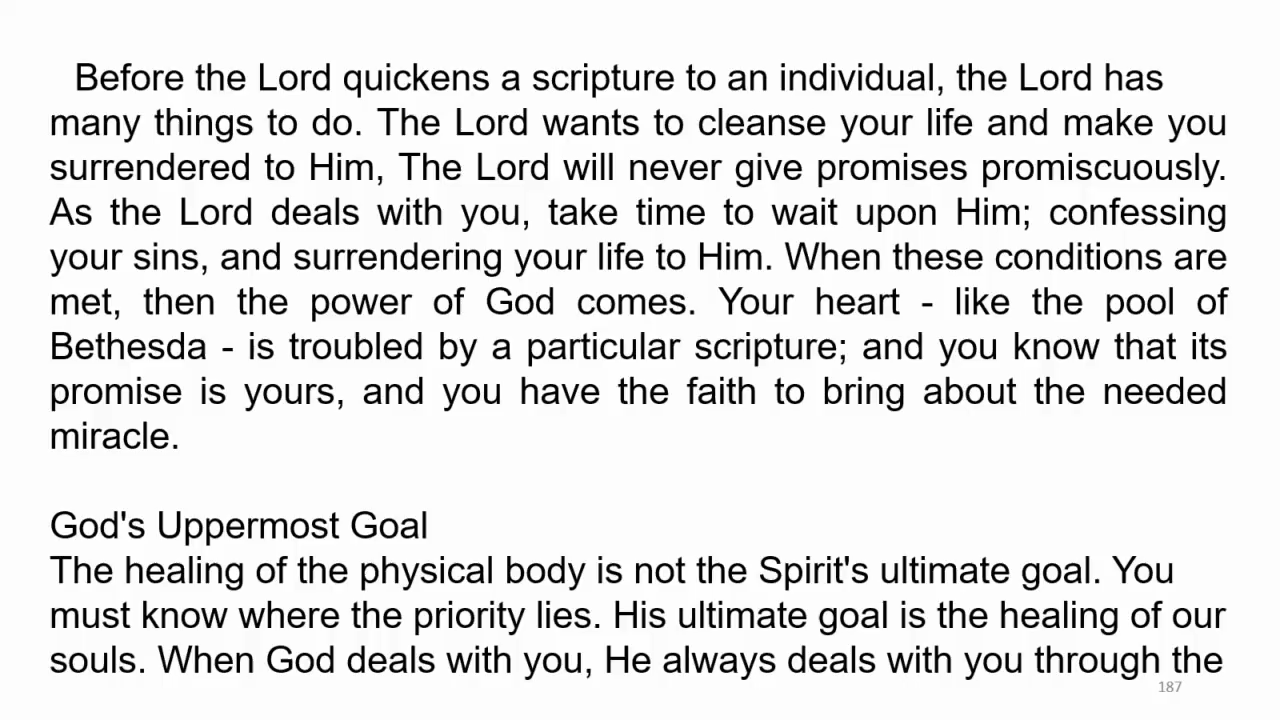 Before the Lord quickens a scripture to an individual, the Lord has
many things to do. The Lord wants to cleanse your life and make you
surrendered to Him, The Lord will never give promises promiscuously.
As the Lord deals with you, take time to wait upon Him; confessing
your sins, and surrendering your life to Him. When these conditions are
met, then the power of God comes. Your heart - like the pool of
Bethesda - is troubled by a particular scripture; and you know that its
promise is yours, and you have the faith to bring about the needed
miracle.
God's Uppermost Goal
The healing of the physical body is not the Spirit's ultimate goal. You
must know where the priority lies. His ultimate goal is the healing of our
souls. When God deals with you, He always deals with you through the
187